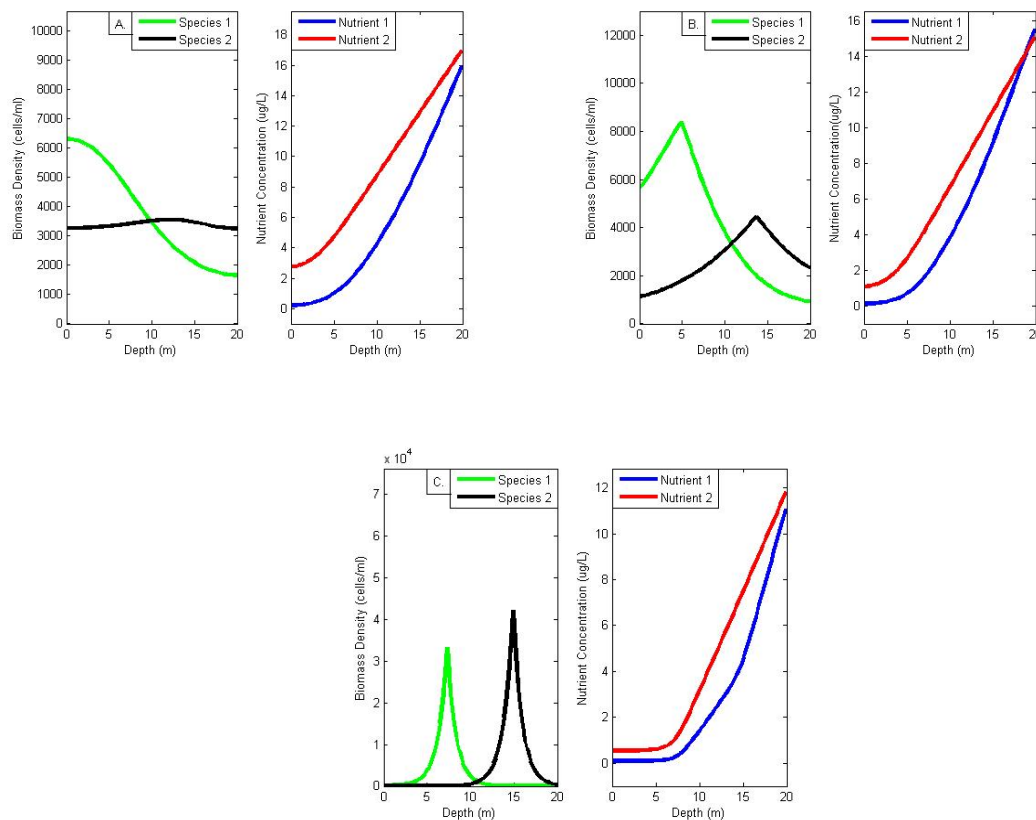 A.
Species 1
Species 2
Biomass Density (cells/ml)
10000
9000
8000
7000
6000
5000
4000
3000
2000
1000
0
0 5 10 15 20
Depth (m)
Nutrient 1
Nutrient 2
Nutrient Concentration (ug/L)
18
16
14
12
10
8
6
4
2
0
0 5 10 15 20
Depth (m)
B.
Species 1
Species 2
Biomass Density (cells/ml)
12000
10000
8000
6000
4000
2000
0
0 5 10 15 20
Depth (m)
Nutrient 1
Nutrient 2
Nutrient Concentration(ug/L)
16
14
12
10
8
6
4
2
0
0 5 10 15 20
Depth (m)
x 10^4
C.
Species 1
Species 2
Biomass Density (cells/ml)
7
6
5
4
3
2
1
0
0 5 10 15 20
Depth (m)
Nutrient 1
Nutrient 2
Nutrient Concentration (ug/L)
12
10
8
6
4
2
0
0 5 10 15 20
Depth (m)